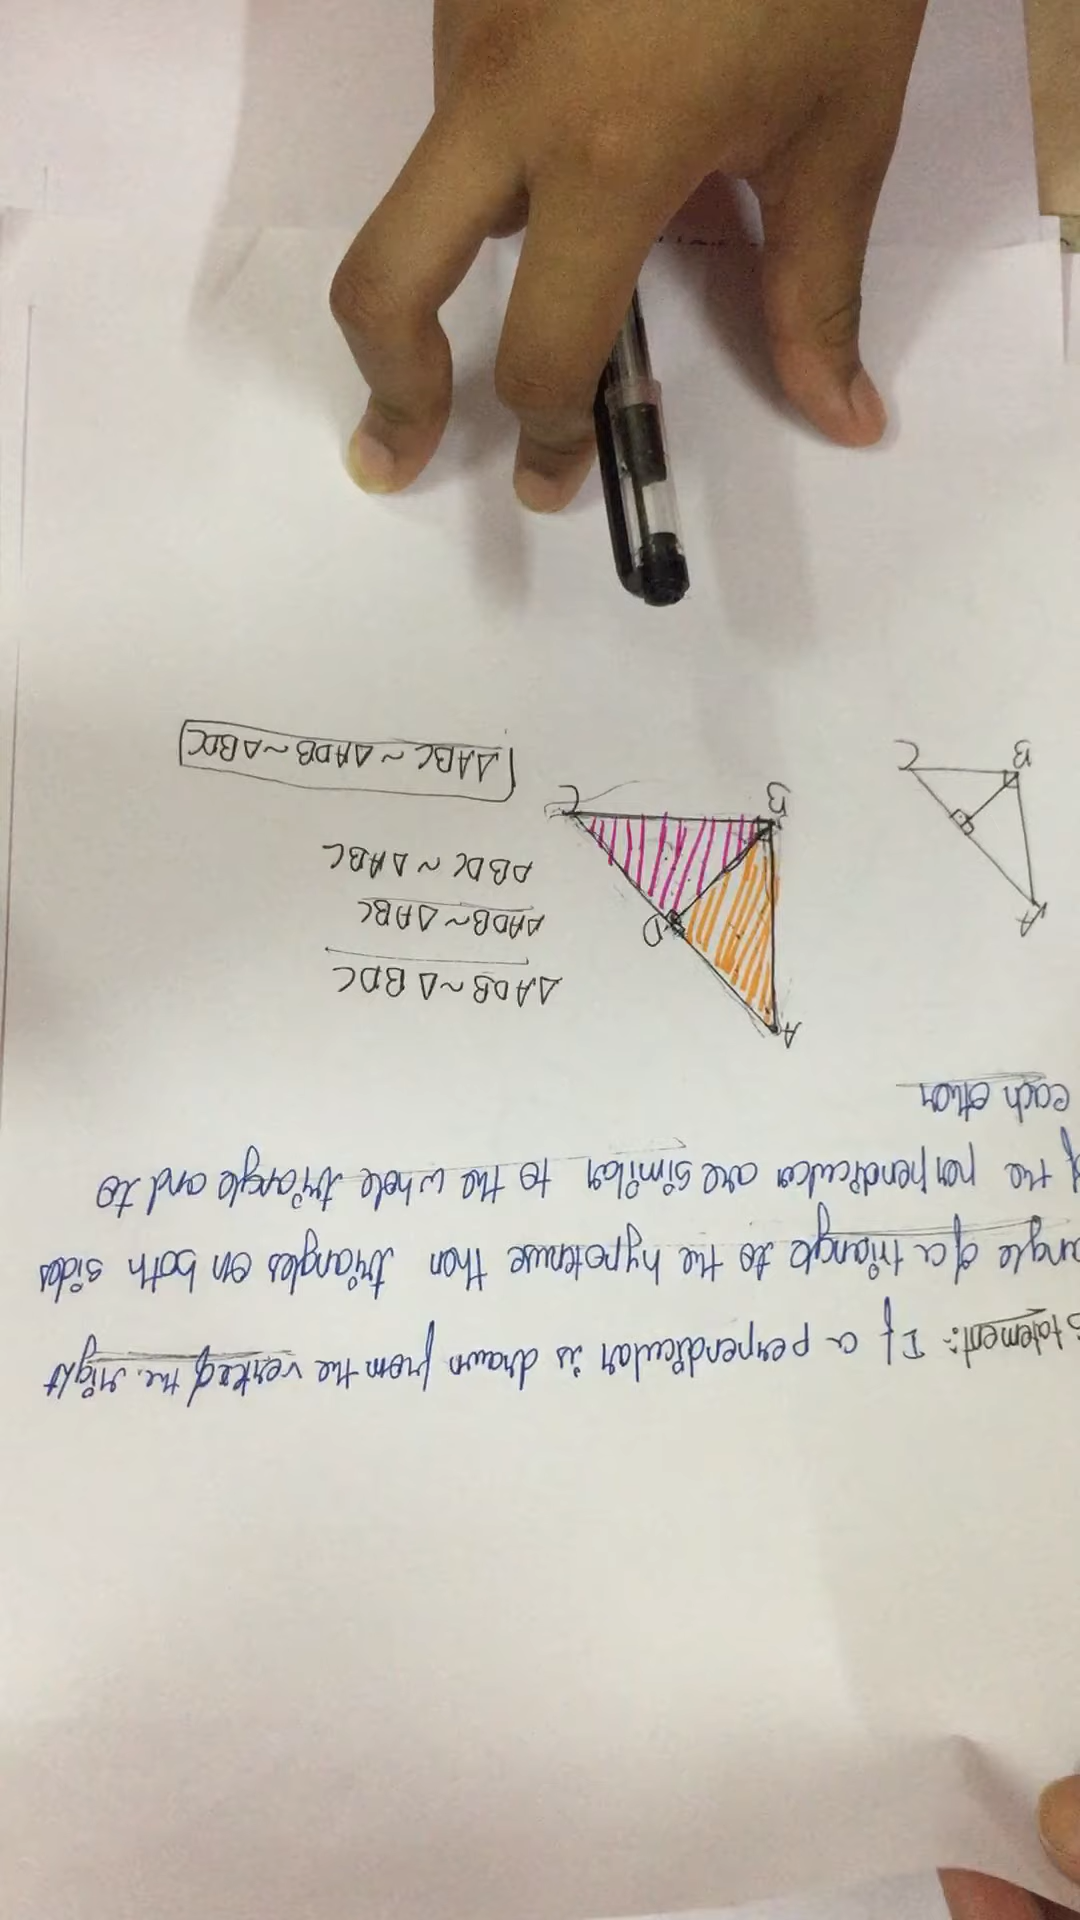 Statement:- If a perpendicular is drawn from the vertex of the right
angle of a triangle to the hypotenuse then triangles on both sides
of the perpendicular are similar to the whole triangle and to
each other
A
B
C
A
D
B
C
△ADB ~ △BDC
△ADB ~ △ABC
△BDC ~ △ABC
△ABC ~ △ADB ~ △BDC